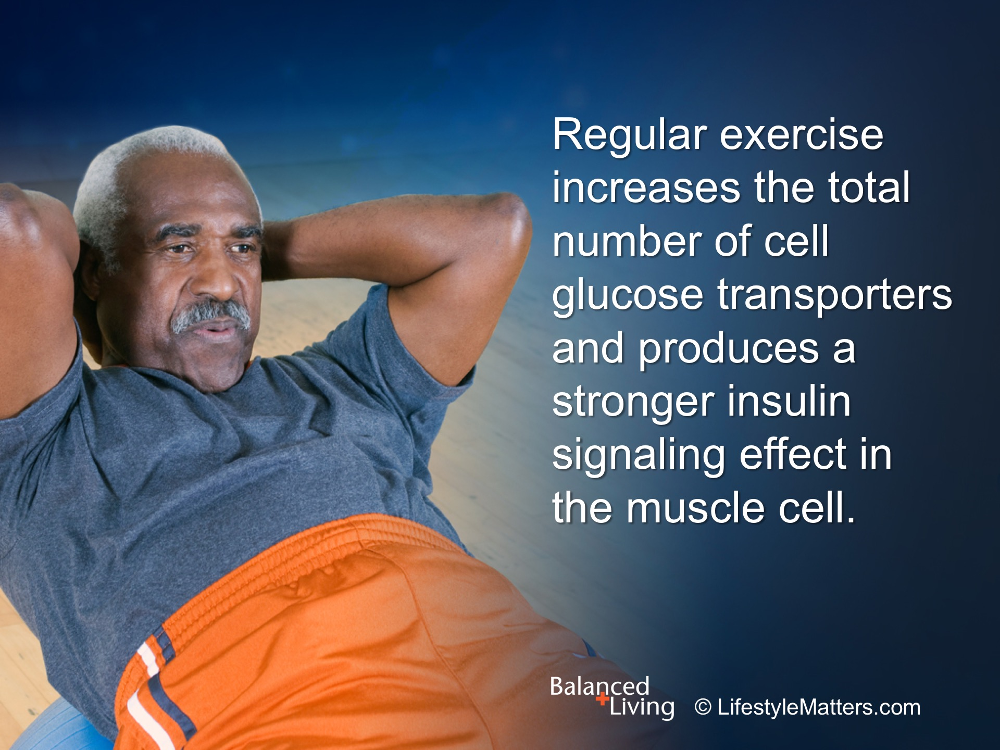 Regular exercise
increases the total
number of cell
glucose transporters
and produces a
stronger insulin
signaling effect in
the muscle cell.
Balanced
Living
© LifestyleMatters.com